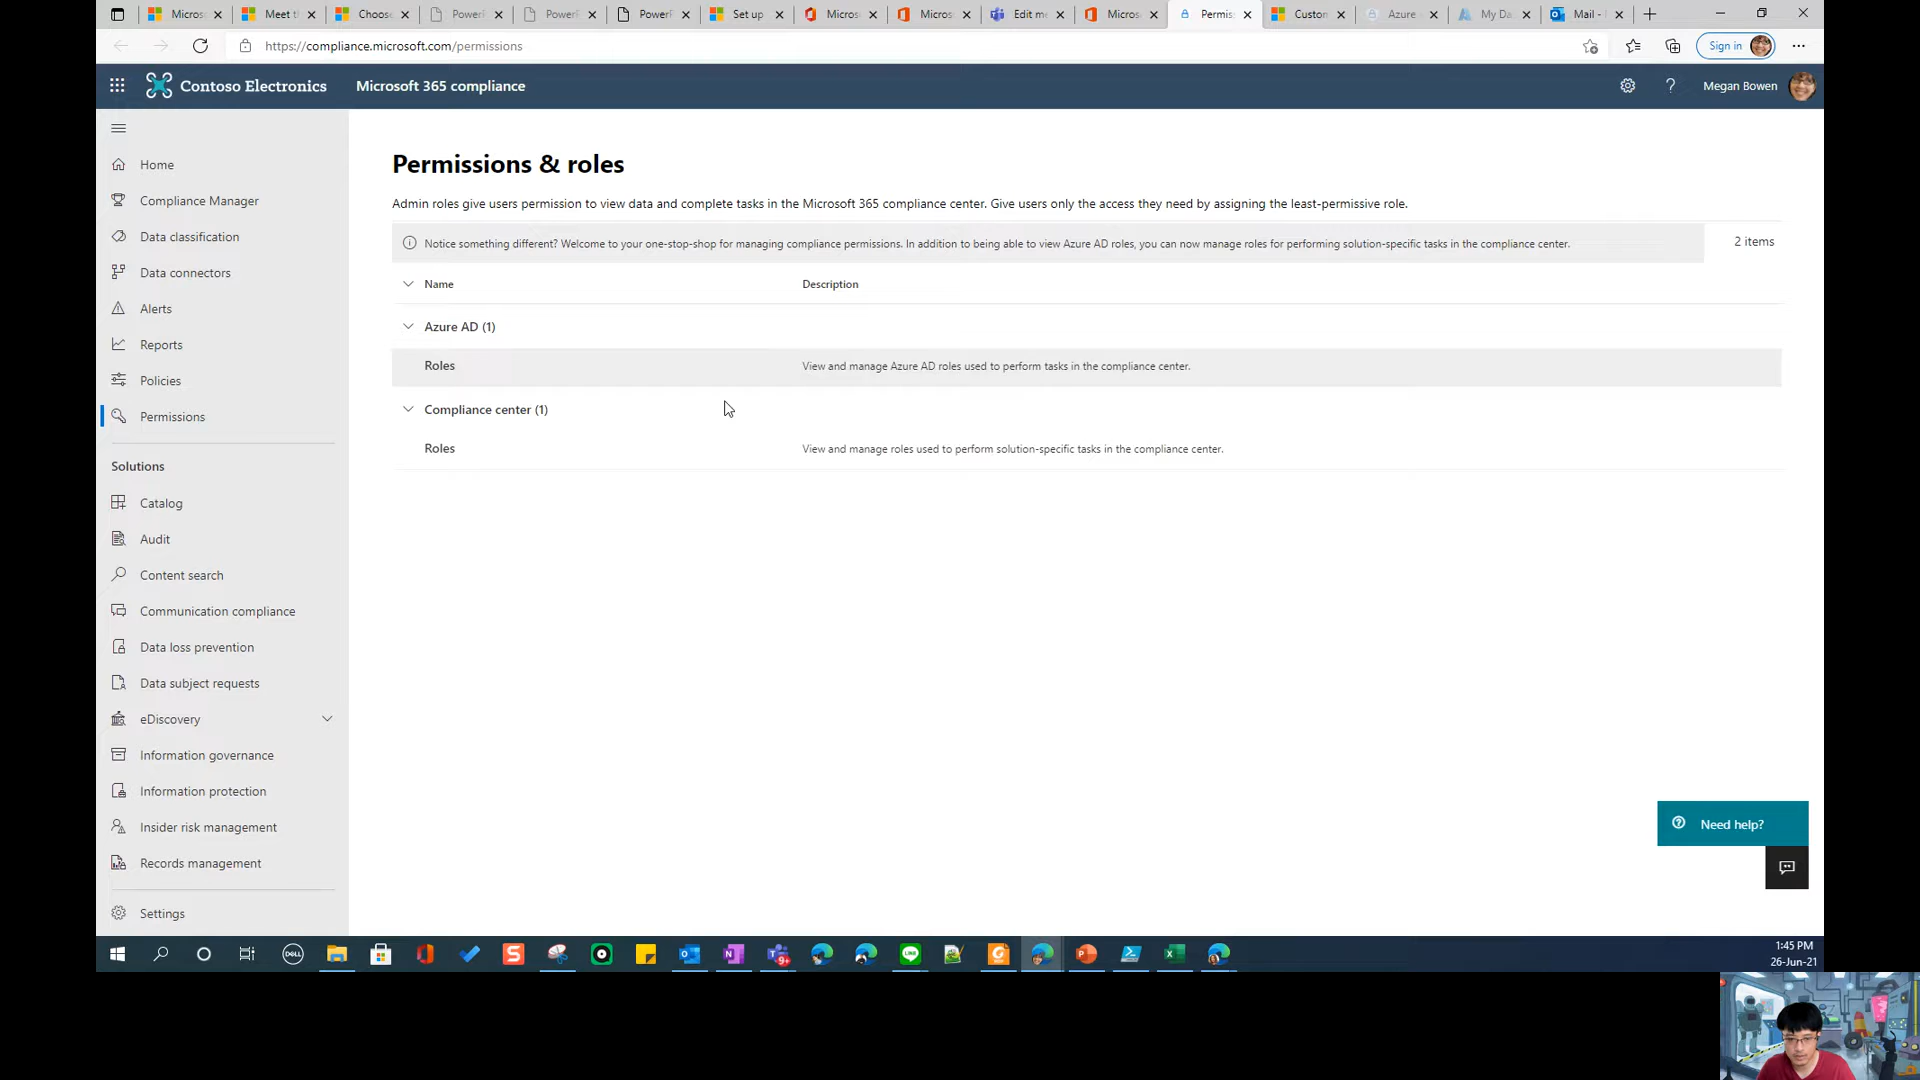 Micros
Meet t
Choose
PowerF
PowerF
PowerF
Set up
Micros
Micros
Edit me
Micros
Permis
Custom
Azure
My Da
Mail -
https://compliance.microsoft.com/permissions
Sign in
Contoso Electronics
Microsoft 365 compliance
Megan Bowen
Home
Compliance Manager
Data classification
Data connectors
Alerts
Reports
Policies
Permissions
Solutions
Catalog
Audit
Content search
Communication compliance
Data loss prevention
Data subject requests
eDiscovery
Information governance
Information protection
Insider risk management
Records management
Settings
Permissions & roles
Admin roles give users permission to view data and complete tasks in the Microsoft 365 compliance center. Give users only the access they need by assigning the least-permissive role.
Notice something different? Welcome to your one-stop-shop for managing compliance permissions. In addition to being able to view Azure AD roles, you can now manage roles for performing solution-specific tasks in the compliance center.
2 items
Name Description
Azure AD (1)
Roles View and manage Azure AD roles used to perform tasks in the compliance center.
Compliance center (1)
Roles View and manage roles used to perform solution-specific tasks in the compliance center.
Need help?
DELL
LINE
9+
1:45 PM
26-Jun-21